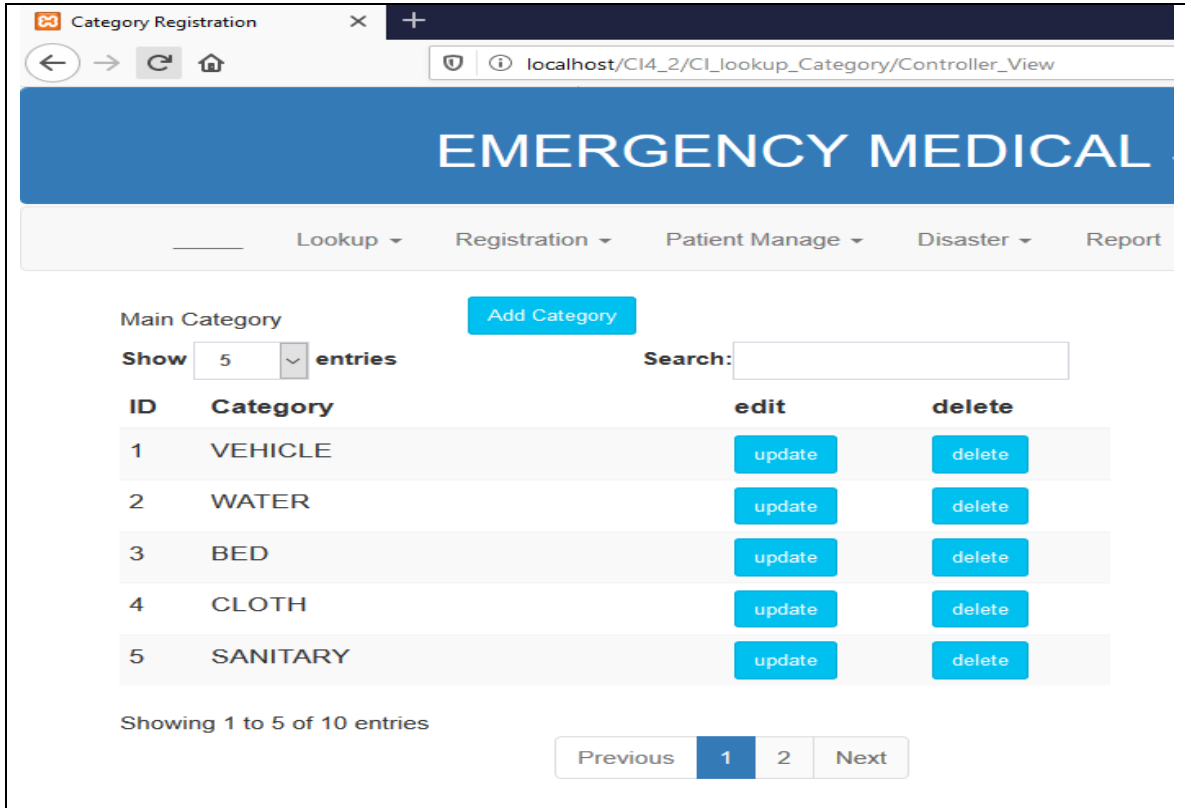 Category Registration
localhost/CI4_2/CI_lookup_Category/Controller_View
EMERGENCY MEDICAL
Lookup Registration Patient Manage Disaster Report
Main Category Add Category
Show 5 entries Search:
ID Category edit delete
1 VEHICLE update delete
2 WATER update delete
3 BED update delete
4 CLOTH update delete
5 SANITARY update delete
Showing 1 to 5 of 10 entries
Previous 1 2 Next